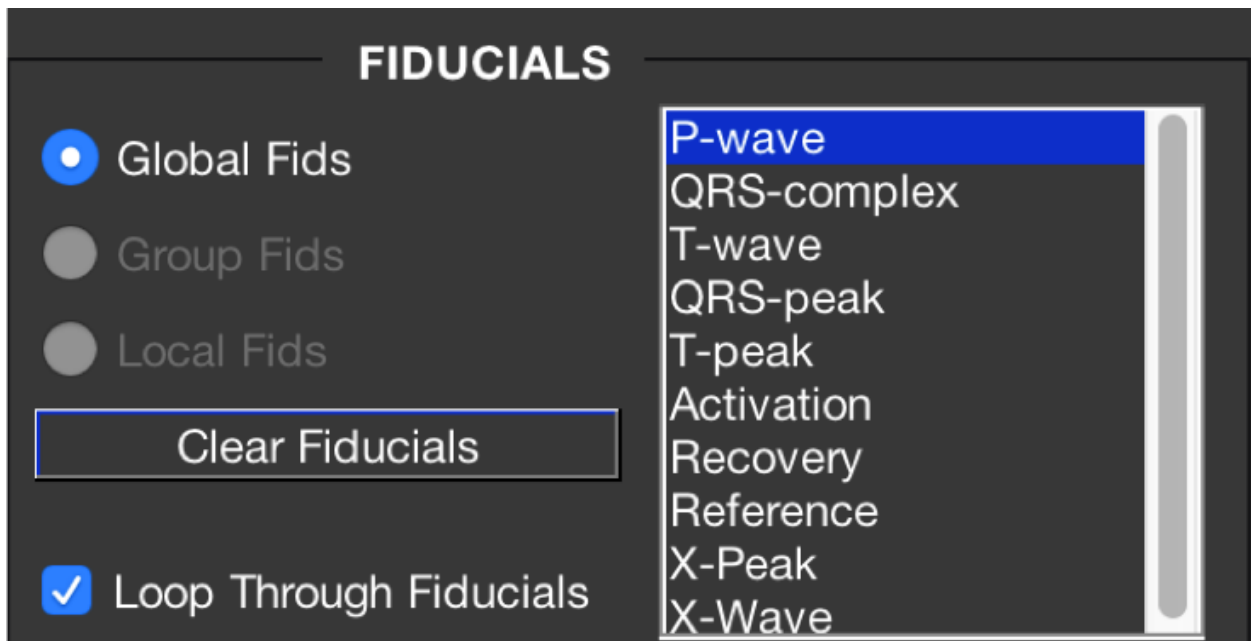 FIDUCIALS
Global Fids
Group Fids
Local Fids
Clear Fiducials
Loop Through Fiducials
P-wave
QRS-complex
T-wave
QRS-peak
T-peak
Activation
Recovery
Reference
X-Peak
X-Wave